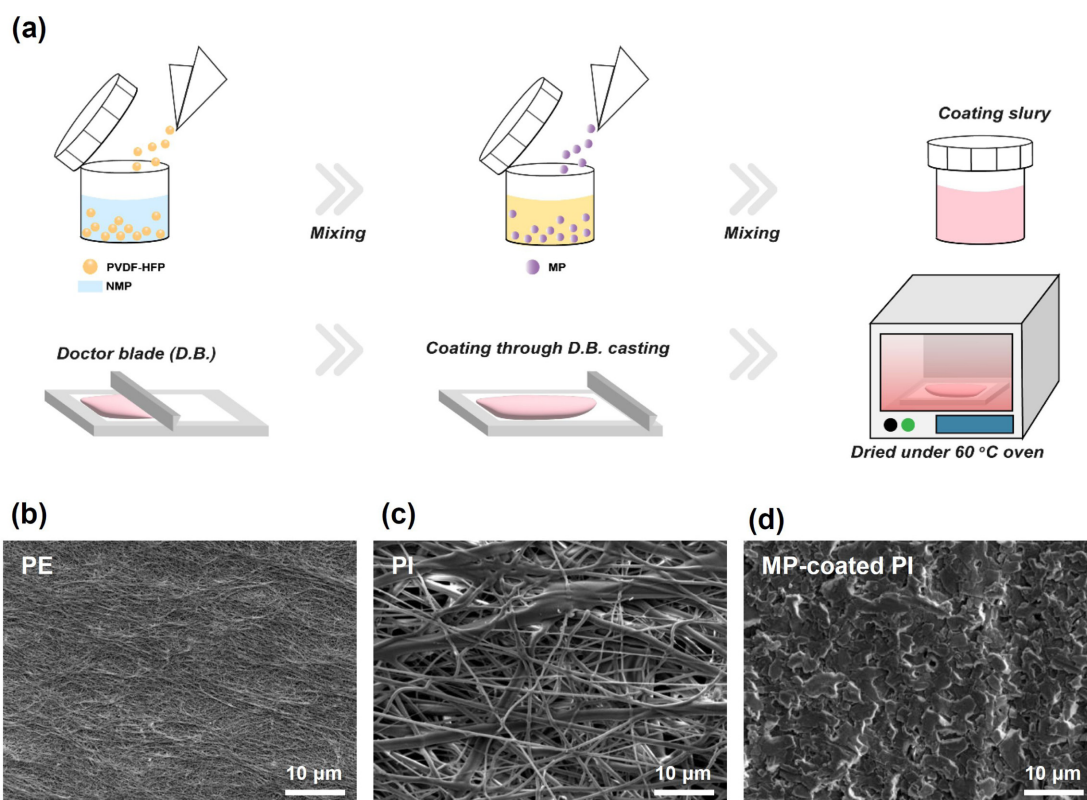 (a)
Coating slury
Mixing
Mixing
PVDF-HFP
NMP
MP
Doctor blade (D.B.)
Coating through D.B. casting
Dried under 60 °C oven
(b)
(c)
(d)
PE
PI
MP-coated PI
10 µm
10 µm
10 µm